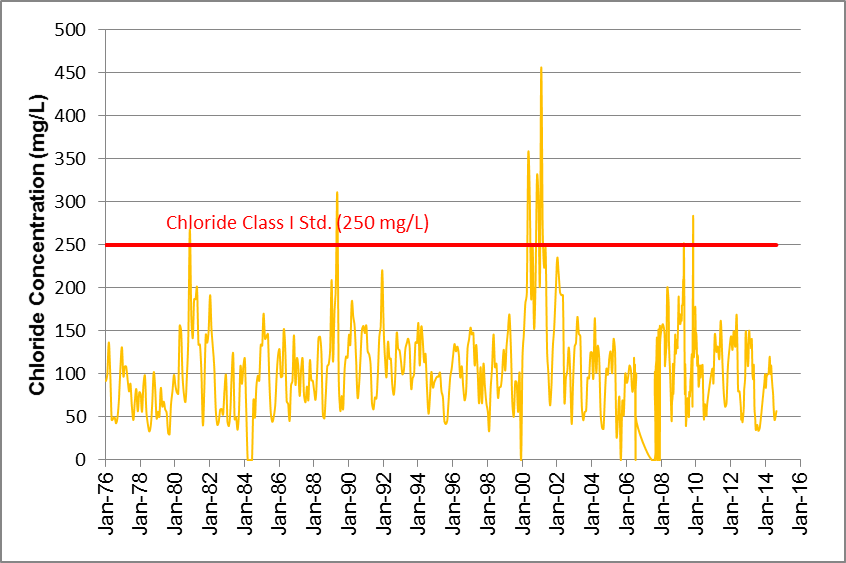 500
450
400
350
300
250
200
150
100
50
0
Chloride Concentration (mg/L)
Chloride Class I Std. (250 mg/L)
Jan-76
Jan-78
Jan-80
Jan-82
Jan-84
Jan-86
Jan-88
Jan-90
Jan-92
Jan-94
Jan-96
Jan-98
Jan-00
Jan-02
Jan-04
Jan-06
Jan-08
Jan-10
Jan-12
Jan-14
Jan-16